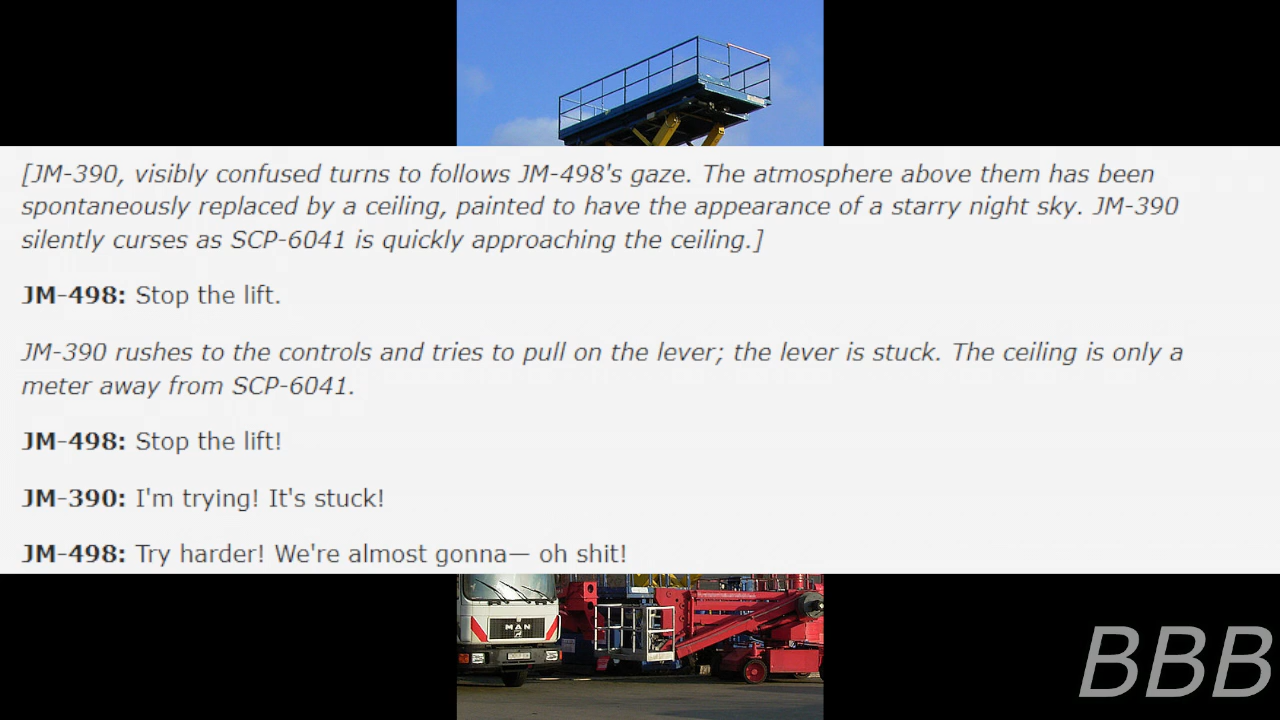 [JM-390, visibly confused turns to follows JM-498's gaze. The atmosphere above them has been
spontaneously replaced by a ceiling, painted to have the appearance of a starry night sky. JM-390
silently curses as SCP-6041 is quickly approaching the ceiling.]
JM-498: Stop the lift.
JM-390 rushes to the controls and tries to pull on the lever; the lever is stuck. The ceiling is only a
meter away from SCP-6041.
JM-498: Stop the lift!
JM-390: I'm trying! It's stuck!
JM-498: Try harder! We're almost gonna— oh shit!
MAN
BBB